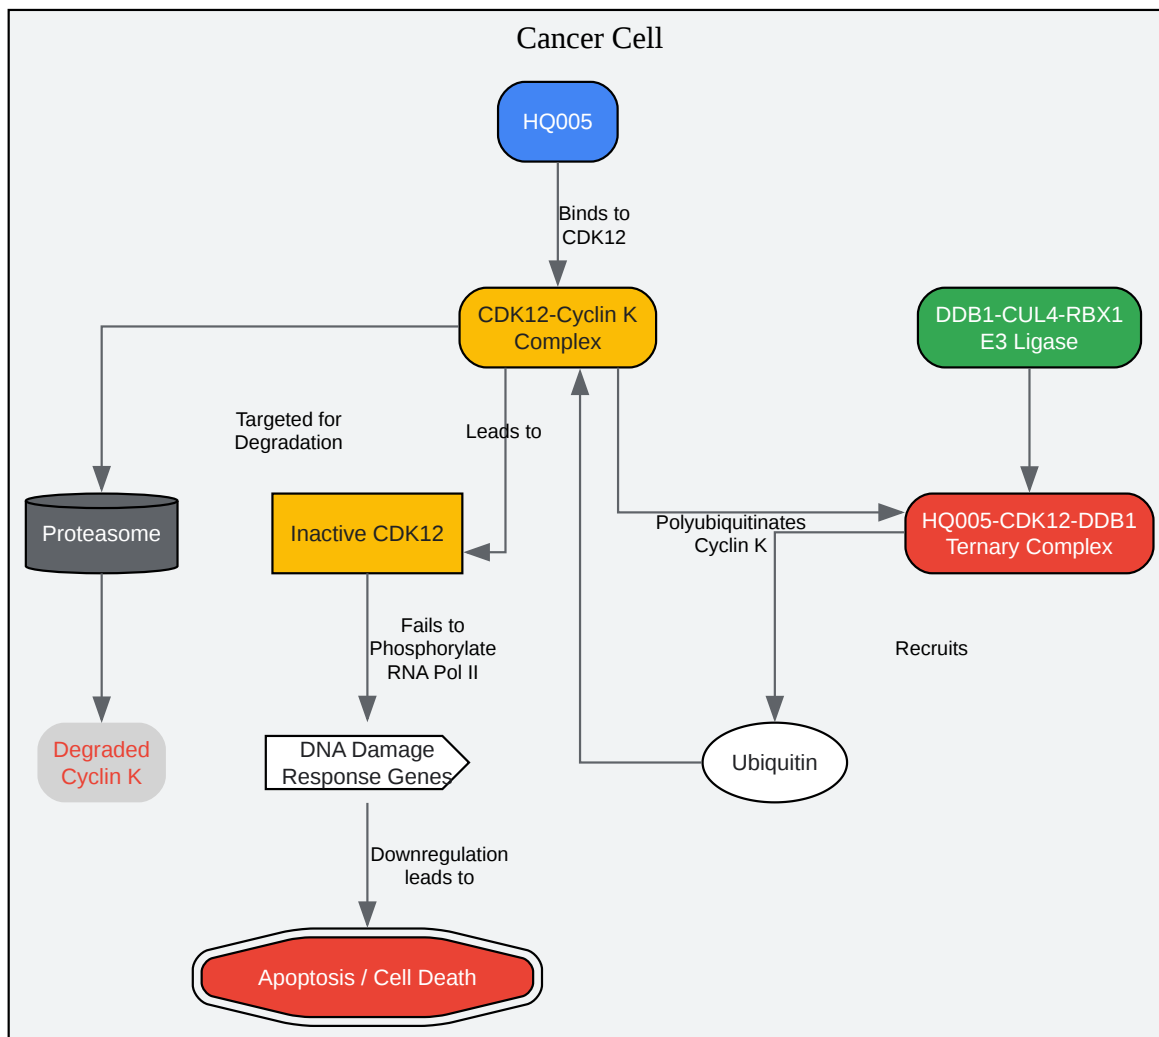 Cancer Cell
HQ005
Binds to
CDK12
CDK12-Cyclin K
Complex
DDB1-CUL4-RBX1
E3 Ligase
Targeted for
Degradation
Leads to
Proteasome
Inactive CDK12
Polyubiquitinates
Cyclin K
HQ005-CDK12-DDB1
Ternary Complex
Fails to
Phosphorylate
RNA Pol II
Recruits
Degraded
Cyclin K
DNA Damage
Response Genes
Ubiquitin
Downregulation
leads to
Apoptosis / Cell Death